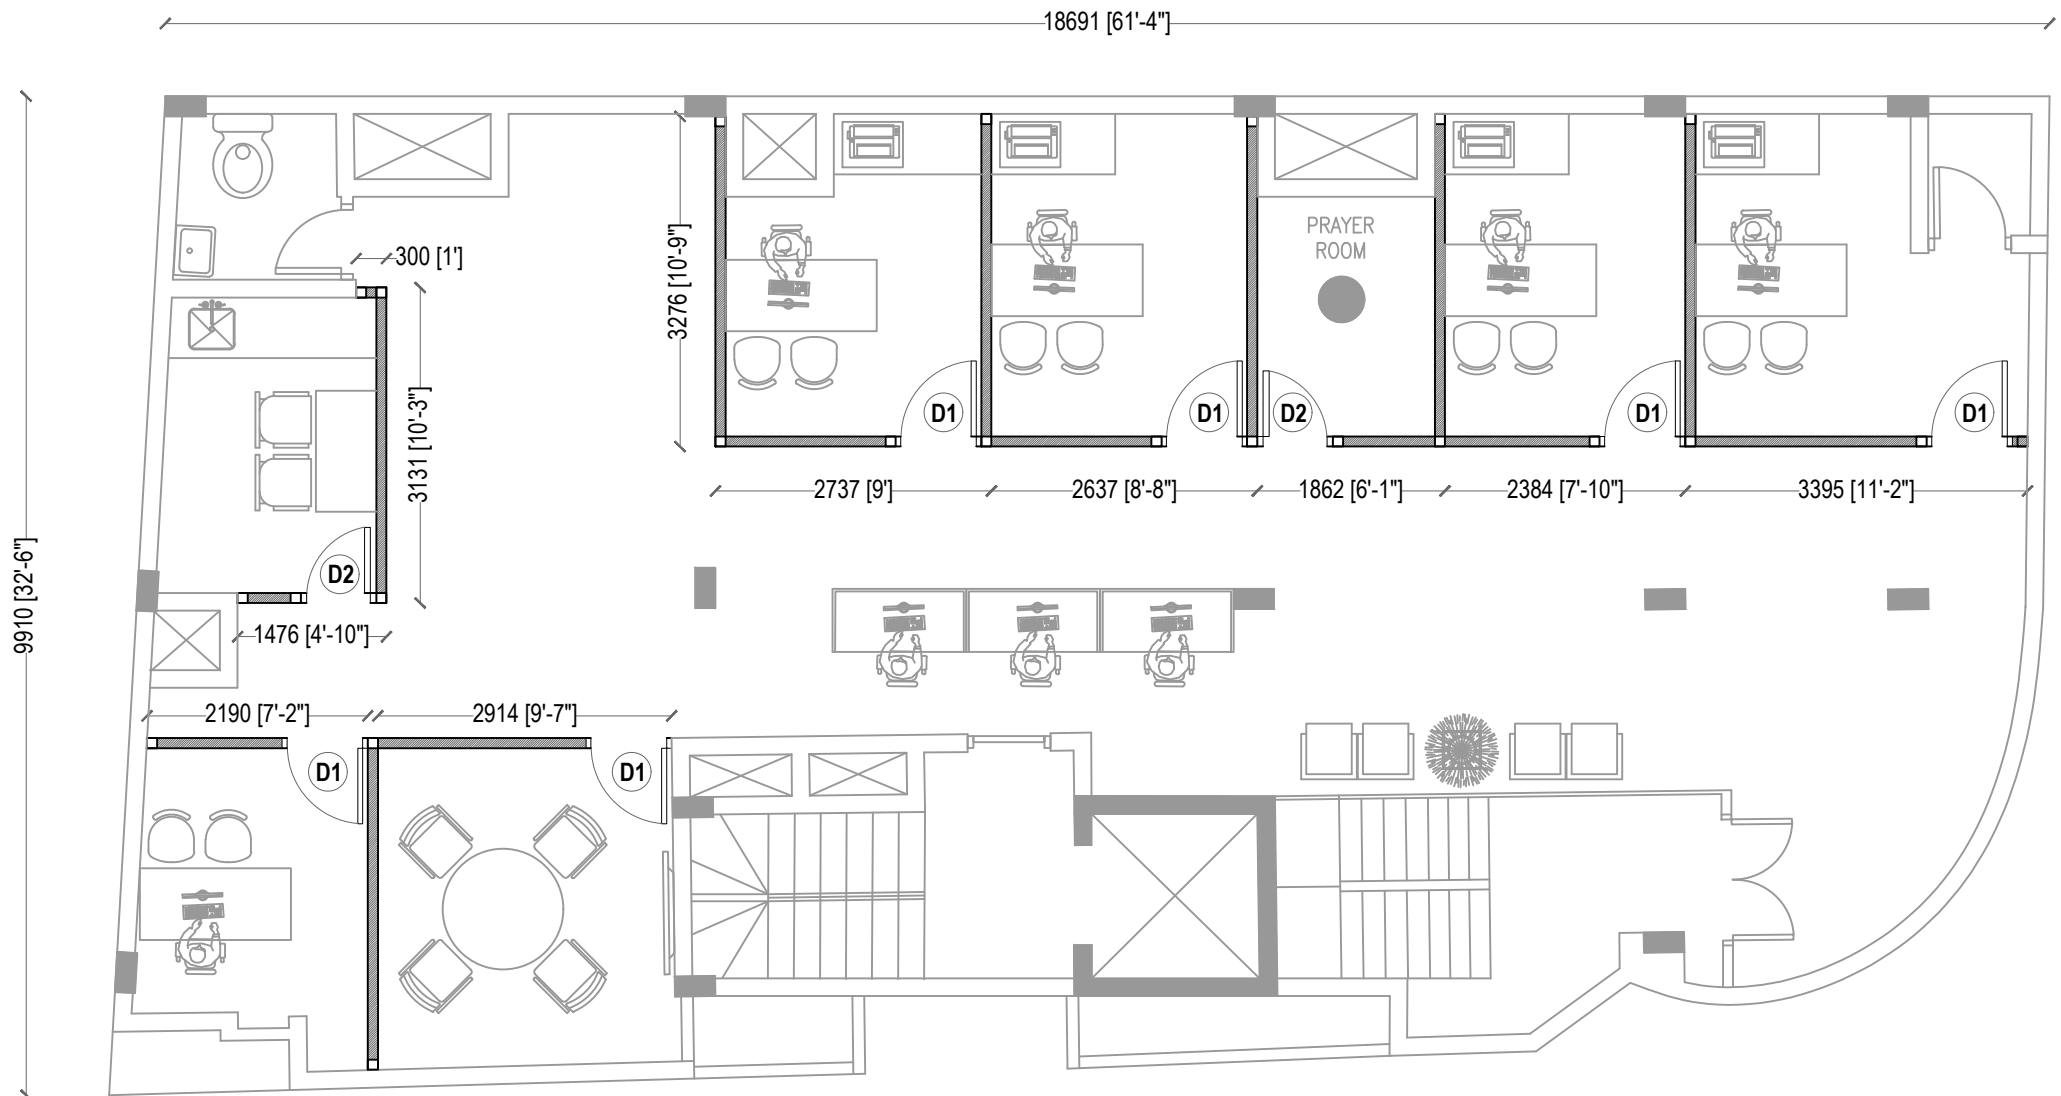 18691 [61'-4"]
PRAYER
ROOM
300 [1']
3276 [10'-9"]
3131 [10'-3"]
D1
D1
D2
D1
D1
2737 [9']
2637 [8'-8"]
1862 [6'-1"]
2384 [7'-10"]
3395 [11'-2"]
9910 [32'-6"]
D2
1476 [4'-10"]
2190 [7'-2"]
2914 [9'-7"]
D1
D1